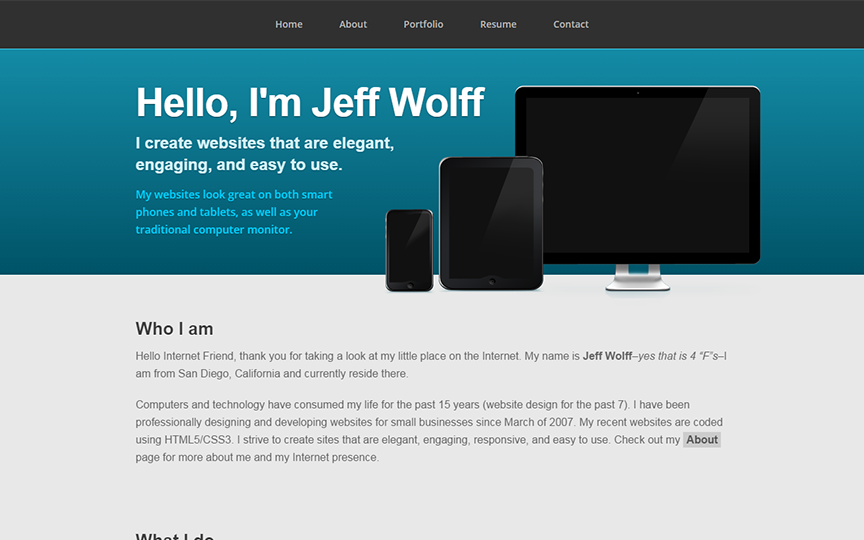 Home About Portfolio Resume Contact
Hello, I'm Jeff Wolff
I create websites that are elegant,
engaging, and easy to use.
My websites look great on both smart
phones and tablets, as well as your
traditional computer monitor.
Who I am
Hello Internet Friend, thank you for taking a look at my little place on the Internet. My name is Jeff Wolff–yes that is 4 “F”s–I
am from San Diego, California and currently reside there.
Computers and technology have consumed my life for the past 15 years (website design for the past 7). I have been
professionally designing and developing websites for small businesses since March of 2007. My recent websites are coded
using HTML5/CSS3. I strive to create sites that are elegant, engaging, responsive, and easy to use. Check out my About
page for more about me and my Internet presence.
What I do